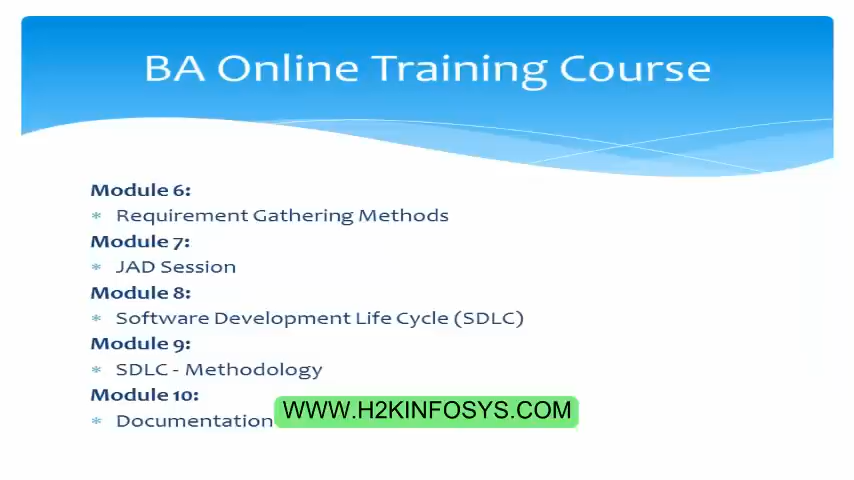 BA Online Training Course
Module 6:
* Requirement Gathering Methods
Module 7:
* JAD Session
Module 8:
* Software Development Life Cycle (SDLC)
Module 9:
* SDLC - Methodology
Module 10:
* Documentation
WWW.H2KINFOSYS.COM